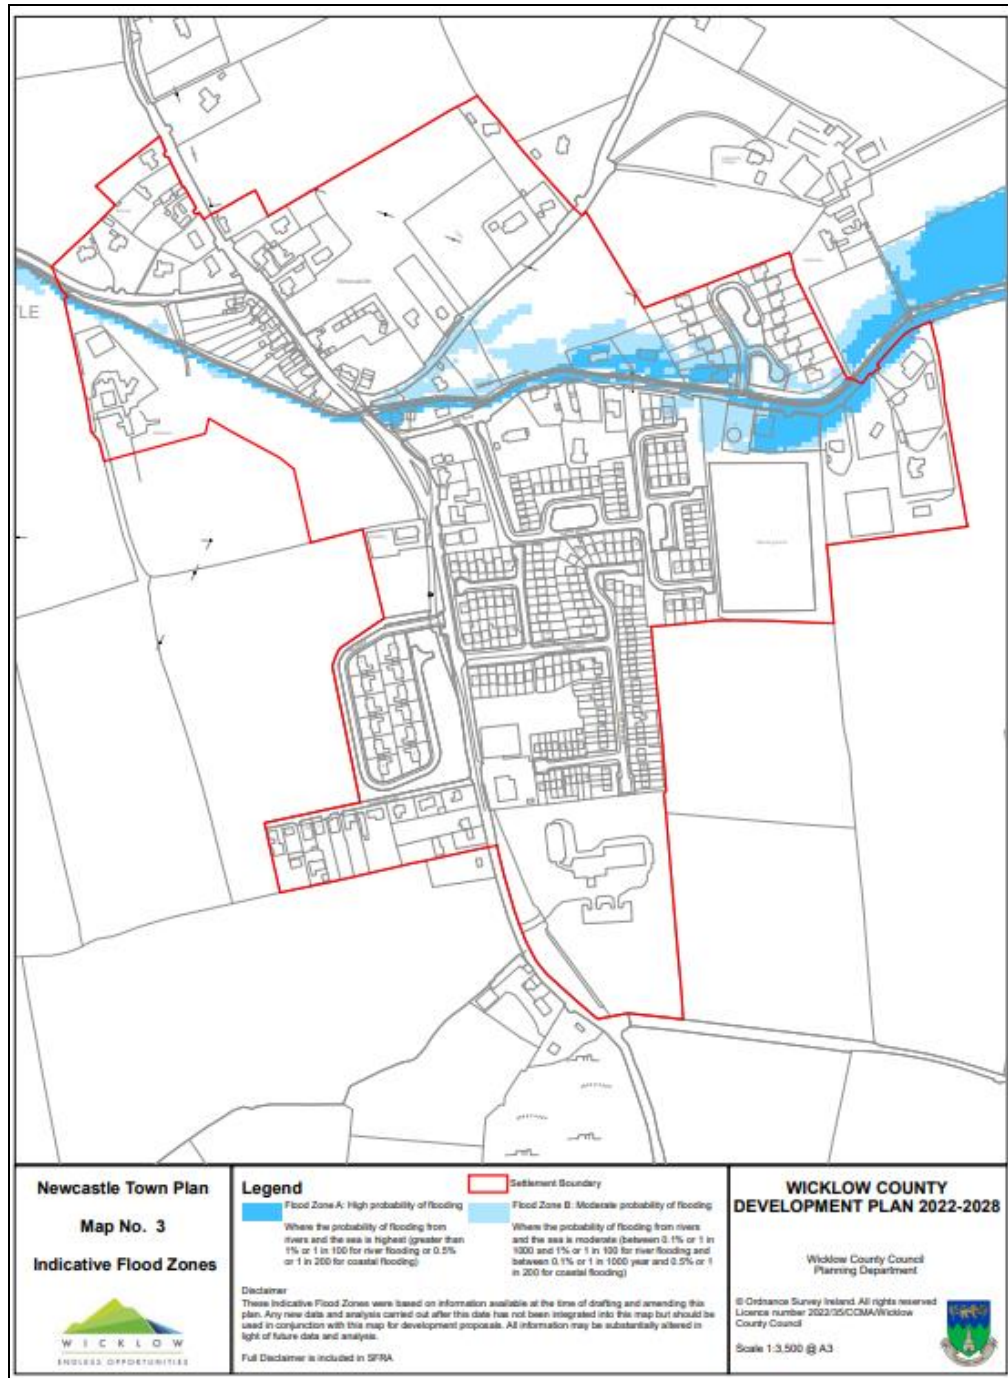 TLE
Newcastle
Newcastle Town Plan
Map No. 3
Indicative Flood Zones
WICKLOW
ENDLESS OPPORTUNITIES
Legend
Settlement Boundary
Flood Zone A: High probability of flooding
Where the probability of flooding from
rivers and the sea is highest (greater than
1% or 1 in 100 for river flooding or 0.5%
or 1 in 200 for coastal flooding)
Flood Zone B: Moderate probability of flooding
Where the probability of flooding from rivers
and the sea is moderate (between 0.1% or 1 in
1000 and 1% or 1 in 100 for river flooding and
between 0.1% or 1 in 1000 year and 0.5% or 1
in 200 for coastal flooding)
Disclaimer
These Indicative Flood Zones were based on information available at the time of drafting and amending this
plan. Any new data and analysis carried out after this date has not been integrated into this map but should be
used in conjunction with this map for development proposals. All information may be substantially altered in
light of future data and analysis.
Full Disclaimer is included in SFRA
WICKLOW COUNTY
DEVELOPMENT PLAN 2022-2028
Wicklow County Council
Planning Department
© Ordnance Survey Ireland. All rights reserved
Licence number 2022/35/CCMA/Wicklow
County Council
Scale 1:3,500 @ A3